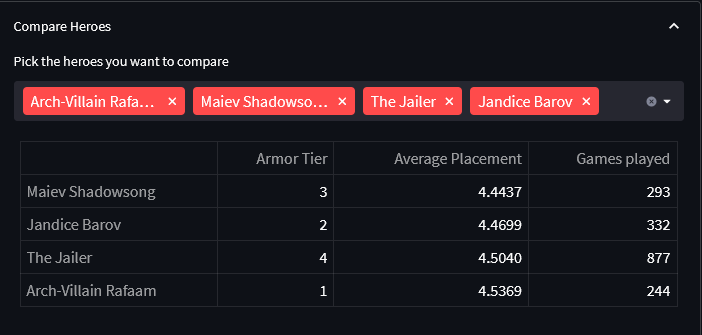 Compare Heroes
Pick the heroes you want to compare
Arch-Villain Rafa... × Maiev Shadowso... × The Jailer × Jandice Barov ×
Armor Tier Average Placement Games played
Maiev Shadowsong 3 4.4437 293
Jandice Barov 2 4.4699 332
The Jailer 4 4.5040 877
Arch-Villain Rafaam 1 4.5369 244